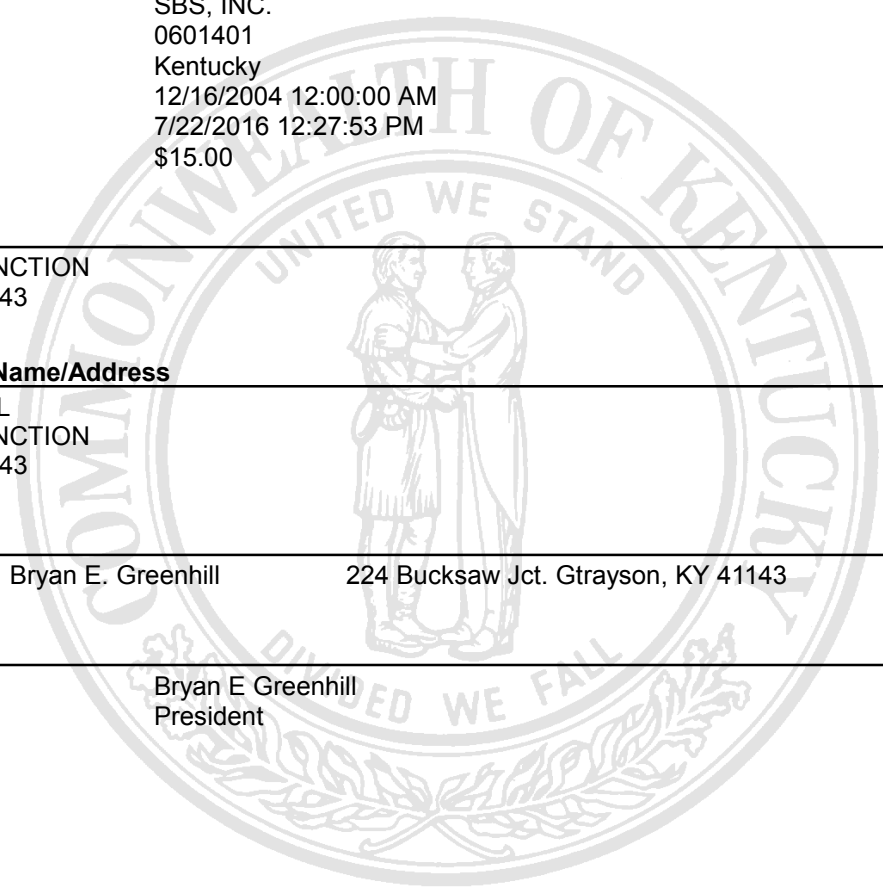 SBS, INC.
0601401
Kentucky
12/16/2004 12:00:00 AM
7/22/2016 12:27:53 PM
$15.00
NCTION
43
Name/Address
L
NCTION
43
Bryan E. Greenhill 224 Bucksaw Jct. Gtrayson, KY 41143
Bryan E Greenhill
President
COMMONWEALTH OF KENTUCKY
UNITED WE STAND
DIVIDED WE FALL